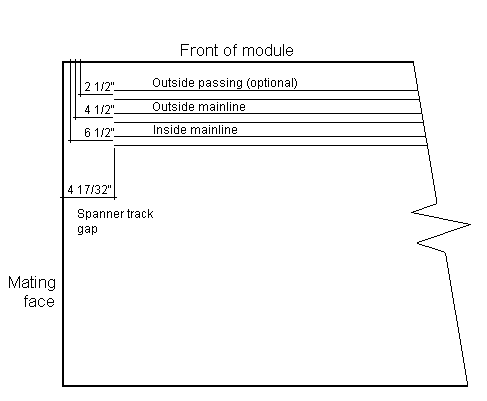 Front of module
2 1/2" Outside passing (optional)
4 1/2" Outside mainline
6 1/2" Inside mainline
4 17/32"
Spanner track
gap
Mating
face